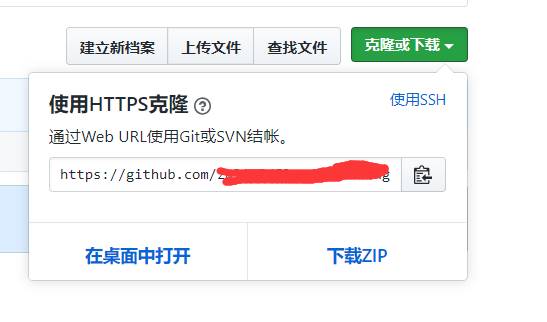 建立新档案 上传文件 查找文件 克隆或下载
使用HTTPS克隆 使用SSH
通过Web URL使用Git或SVN结帐。
https://github.com/
在桌面中打开 下载ZIP